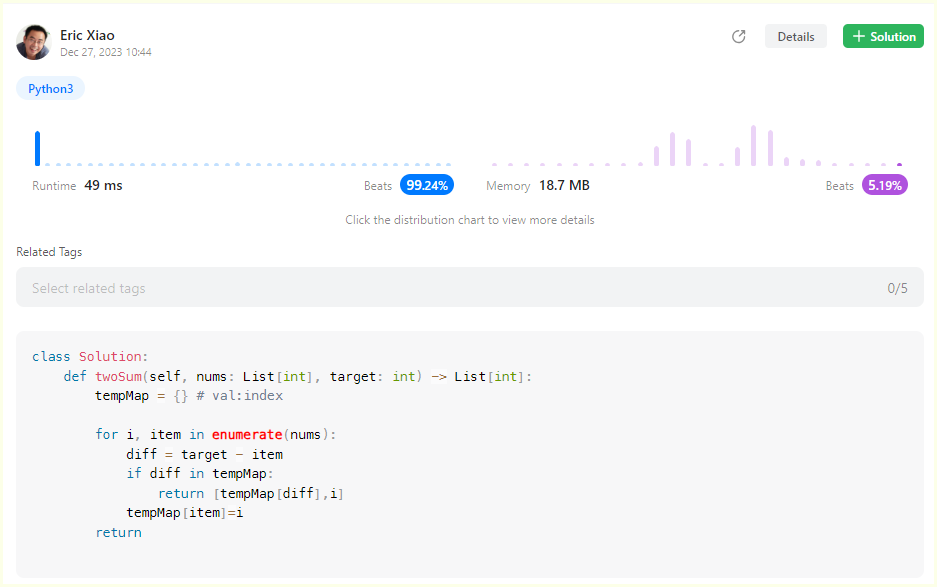 Eric Xiao
Dec 27, 2023 10:44
Details
+ Solution
Python3
Runtime 49 ms
Beats 99.24%
Memory 18.7 MB
Beats 5.19%
Click the distribution chart to view more details
Related Tags
Select related tags
0/5
class Solution:
    def twoSum(self, nums: List[int], target: int) -> List[int]:
        tempMap = {} # val:index
        for i, item in enumerate(nums):
            diff = target - item
            if diff in tempMap:
                return [tempMap[diff],i]
            tempMap[item]=i
        return